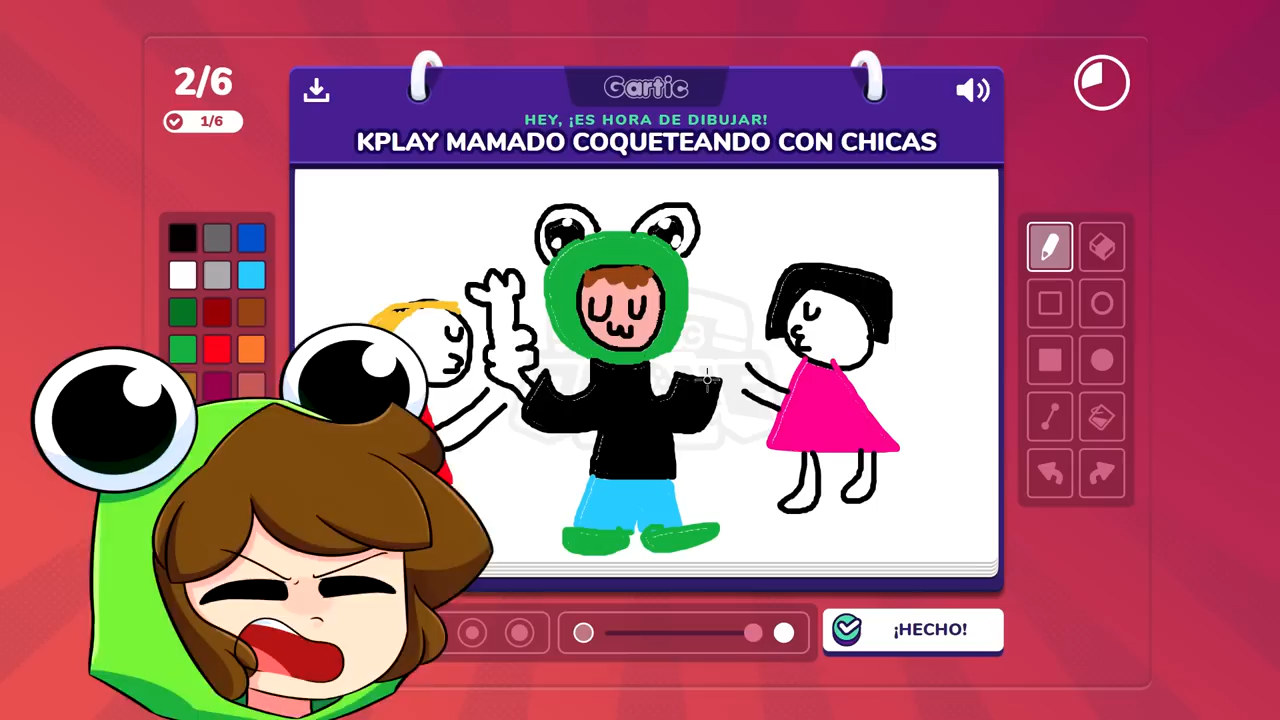 2/6
1/6
Gartic
HEY, ¡ES HORA DE DIBUJAR!
KPLAY MAMADO COQUETEANDO CON CHICAS
¡HECHO!